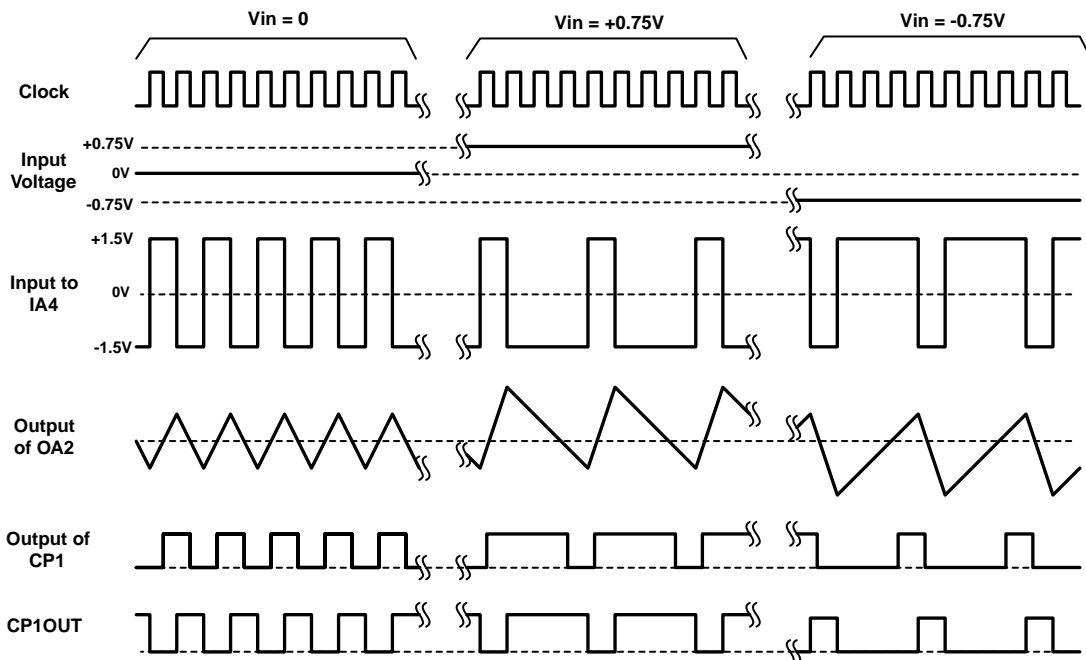 Vin = 0
Vin = +0.75V
Vin = -0.75V
Clock
+0.75V
Input
Voltage
0V
-0.75V
+1.5V
Input to
IA4
0V
-1.5V
Output
of OA2
Output of
CP1
CP1OUT